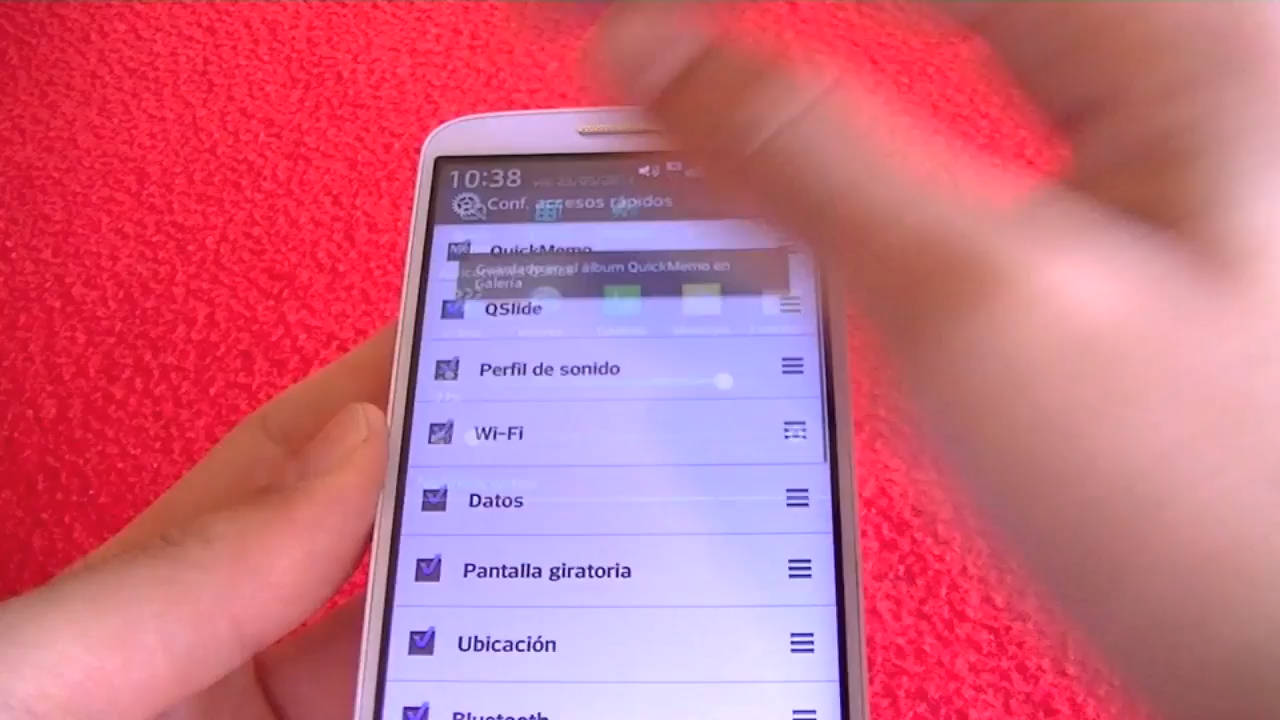 10:38
Conf. accesos rápidos
QuickMemo
Guardado en el álbum QuickMemo en
Galería
QSlide
Perfil de sonido
Wi-Fi
Datos
Pantalla giratoria
Ubicación
Bluetooth